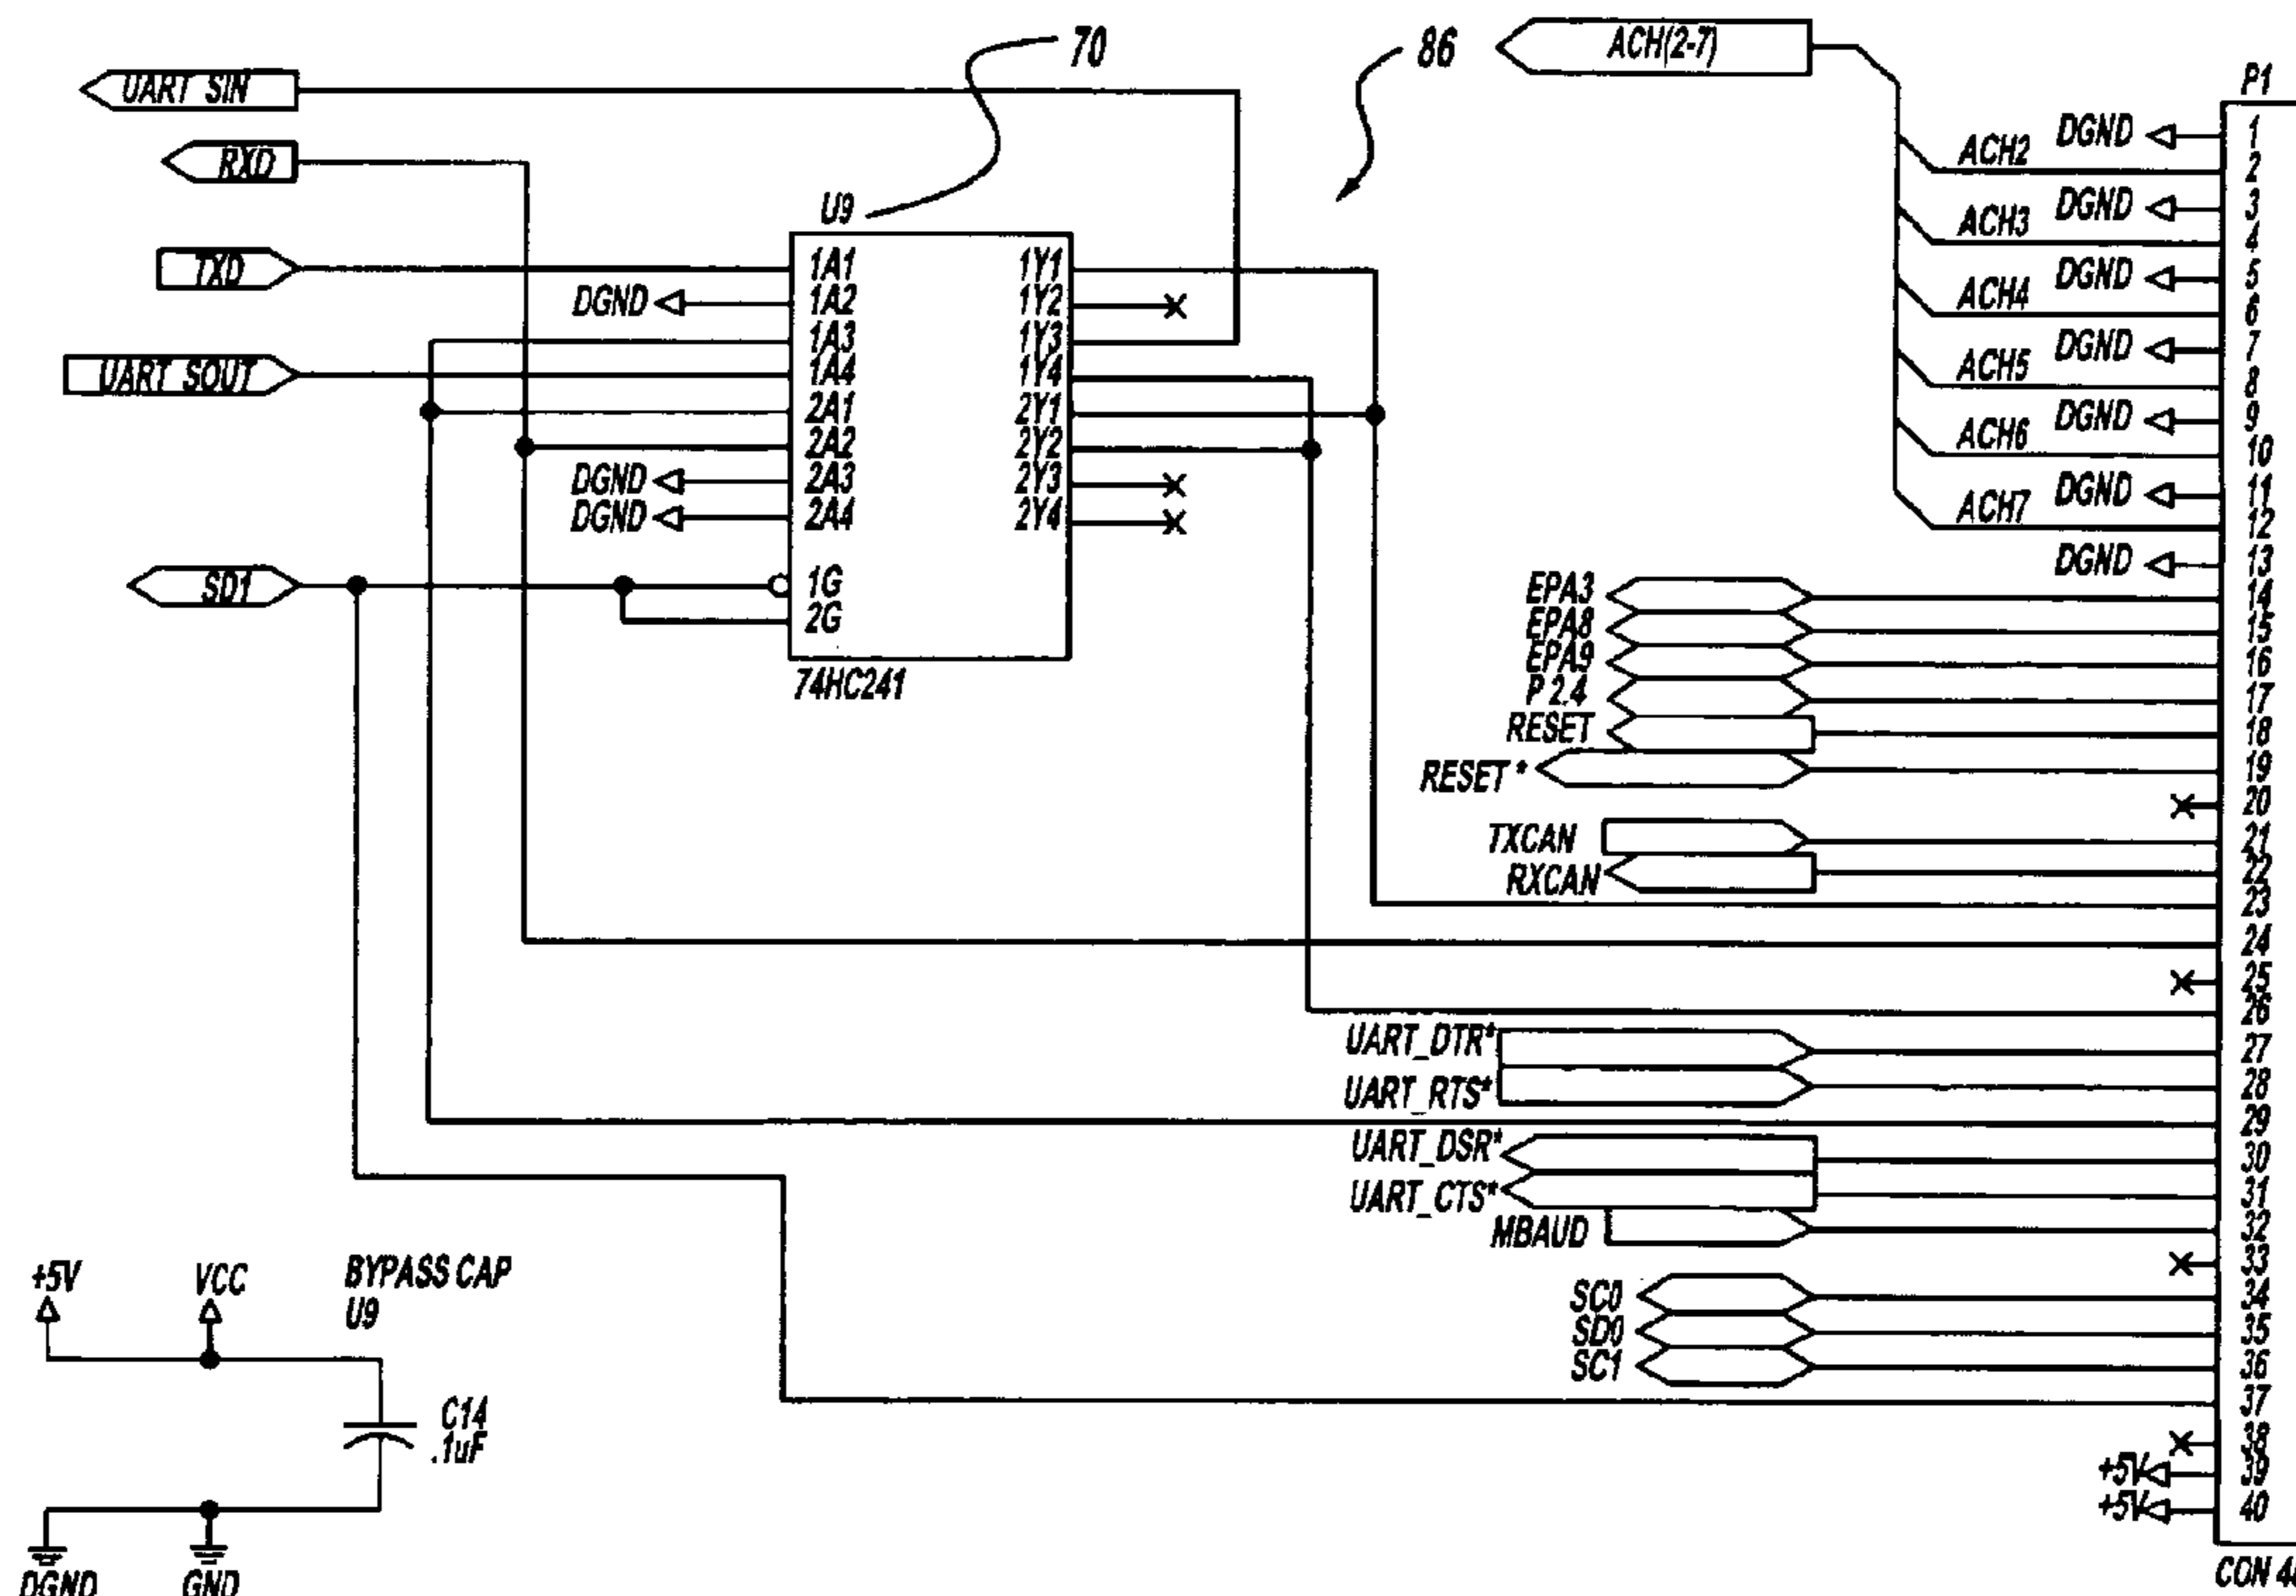 70
86
ACH(2-7)
UART SIN
RXD
TXD
UART SOUT
SD1
U9
1A1
1A2
1A3
1A4
2A1
2A2
2A3
2A4
1G
2G
1Y1
1Y2
1Y3
1Y4
2Y1
2Y2
2Y3
2Y4
DGND
DGND
DGND
74HC241
P1
ACH2
ACH3
ACH4
ACH5
ACH6
ACH7
DGND
DGND
DGND
DGND
DGND
DGND
DGND
EPA3
EPA8
EPA9
P 2.4
RESET
RESET *
TXCAN
RXCAN
UART_DTR*
UART_RTS*
UART_DSR*
UART_CTS*
MBAUD
SC0
SD0
SC1
+5V
+5V
1
2
3
4
5
6
7
8
9
10
11
12
13
14
15
16
17
18
19
20
21
22
23
24
25
26
27
28
29
30
31
32
33
34
35
36
37
38
39
40
+5V
VCC
BYPASS CAP
U9
C14
.1uF
DGND
GND
CON